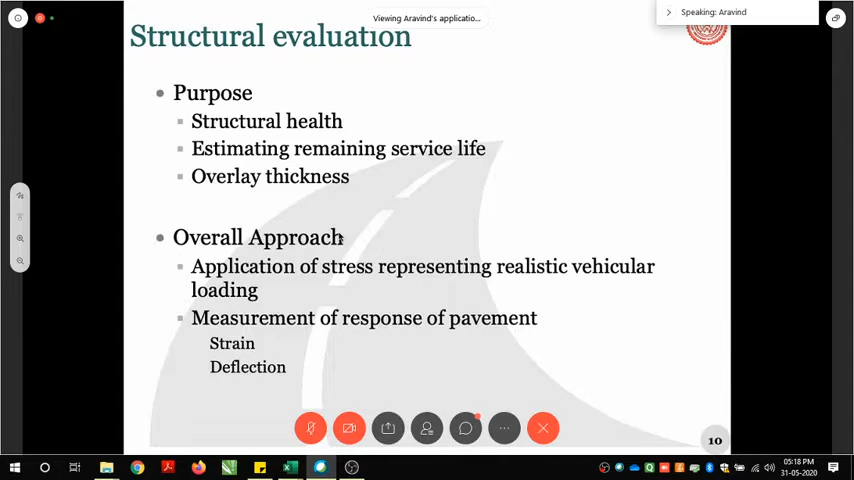 Viewing Aravind's applicatio...
Speaking: Aravind
Structural evaluation
Purpose
Structural health
Estimating remaining service life
Overlay thickness
Overall Approach
Application of stress representing realistic vehicular
loading
Measurement of response of pavement
Strain
Deflection
10
05:18 PM
31-05-2020